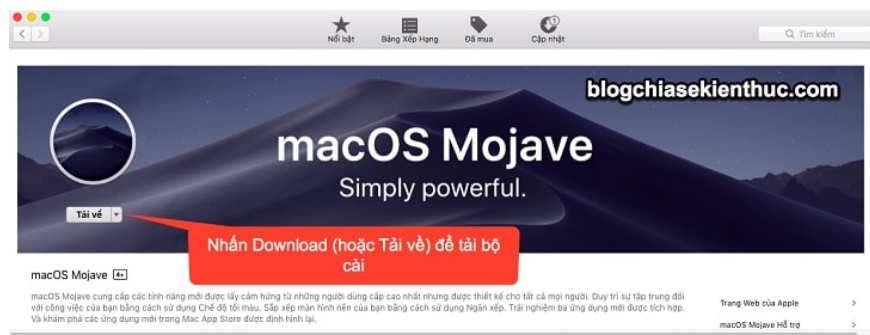 Nổi bật
Bảng Xếp Hạng
Đã mua
Cập nhật
Tìm kiếm
blogchiasekienthuc.com
macOS Mojave
Simply powerful.
Tải về
Nhấn Download (hoặc Tải về) để tải bộ
cài
macOS Mojave 4+
macOS Mojave cung cấp các tính năng mới được lấy cảm hứng từ những người dùng cấp cao nhất nhưng được thiết kế cho tất cả mọi người. Duy trì sự tập trung đối
với công việc của bạn bằng cách sử dụng Chế độ tối màu. Sắp xếp màn hình nền của bạn bằng cách sử dụng Ngăn xếp. Trải nghiệm ba ứng dụng mới được tích hợp.
Và khám phá các ứng dụng mới trong Mac App Store được định hình lại.
Trang Web của Apple
macOS Mojave Hỗ trợ